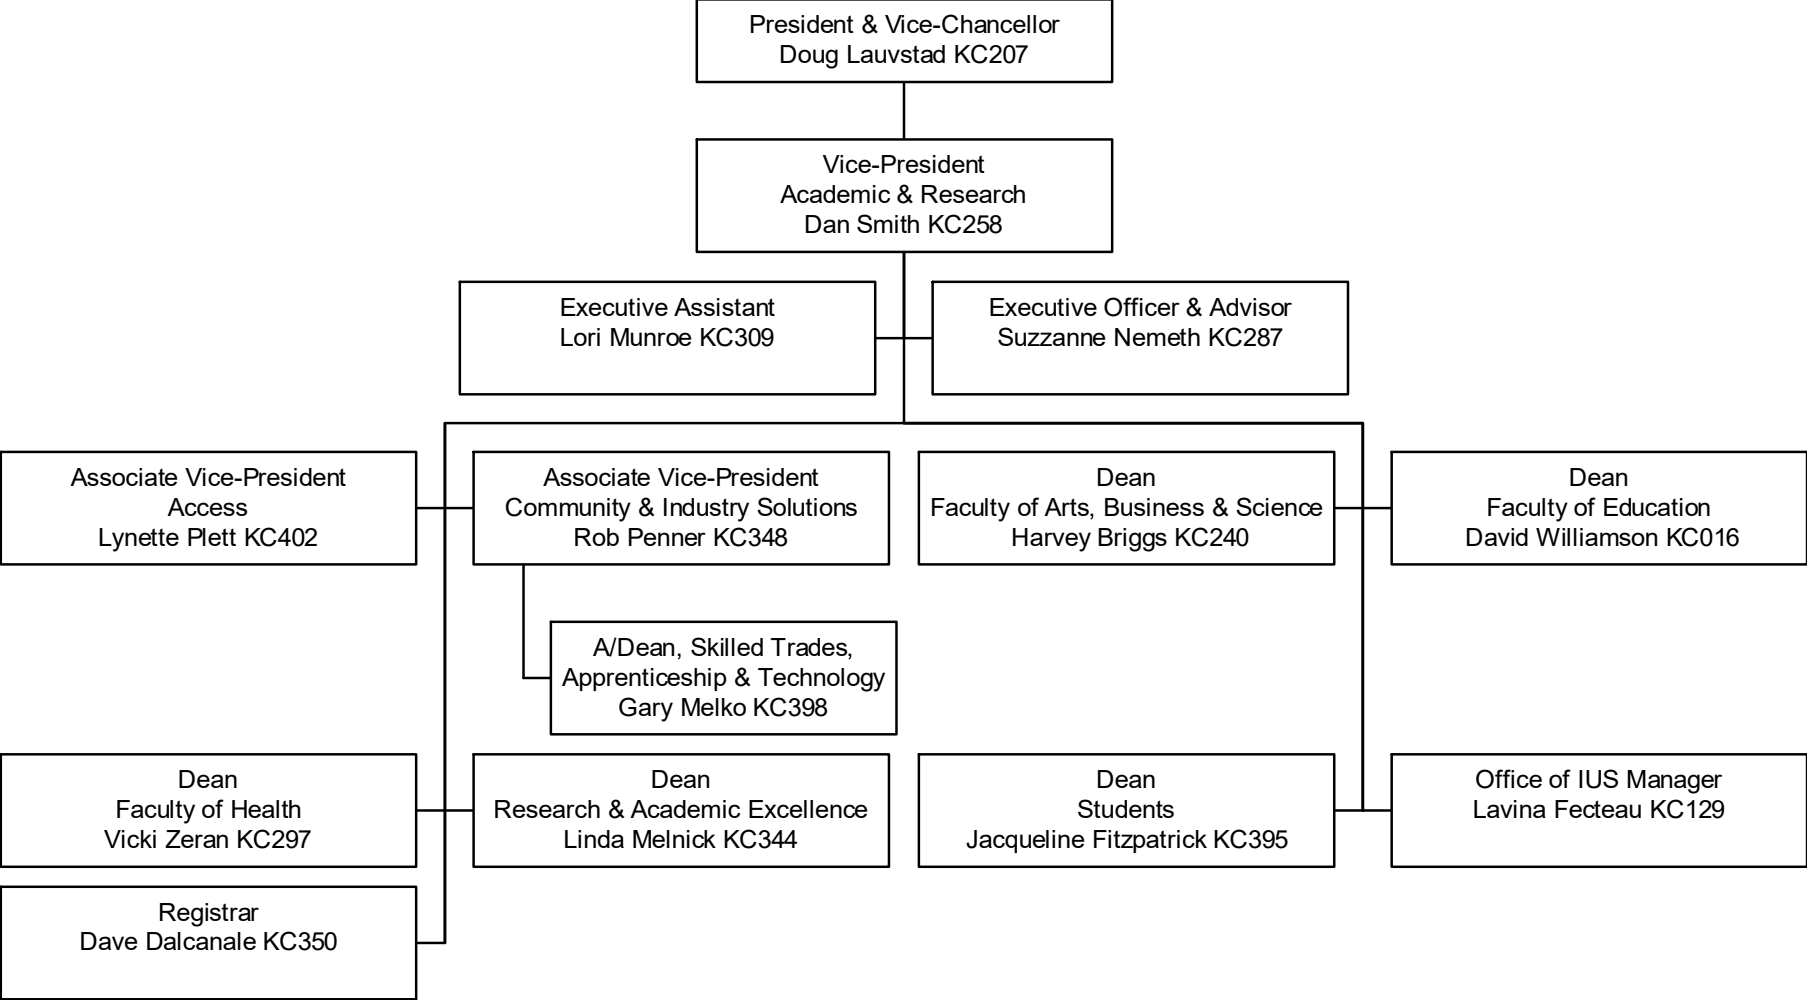 President & Vice-Chancellor
Doug Lauvstad KC207
Vice-President
Academic & Research
Dan Smith KC258
Executive Assistant
Lori Munroe KC309
Executive Officer & Advisor
Suzzanne Nemeth KC287
Associate Vice-President
Access
Lynette Plett KC402
Associate Vice-President
Community & Industry Solutions
Rob Penner KC348
Dean
Faculty of Arts, Business & Science
Harvey Briggs KC240
Dean
Faculty of Education
David Williamson KC016
A/Dean, Skilled Trades,
Apprenticeship & Technology
Gary Melko KC398
Dean
Faculty of Health
Vicki Zeran KC297
Dean
Research & Academic Excellence
Linda Melnick KC344
Dean
Students
Jacqueline Fitzpatrick KC395
Office of IUS Manager
Lavina Fecteau KC129
Registrar
Dave Dalcanale KC350